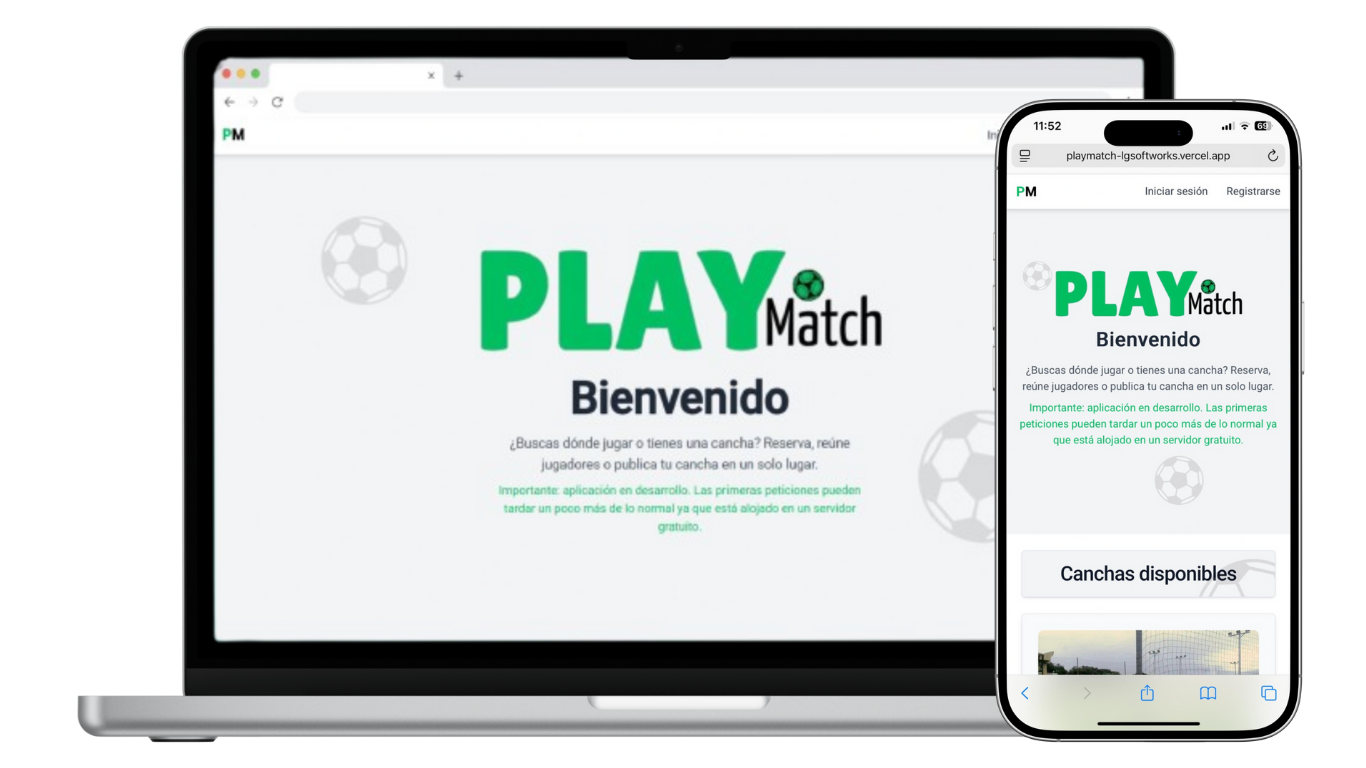 PM
PLAY
Match
Bienvenido
¿Buscas dónde jugar o tienes una cancha? Reserva, reúne
jugadores o publica tu cancha en un solo lugar.
Importante: aplicación en desarrollo. Las primeras peticiones pueden
tardar un poco más de lo normal ya que está alojado en un servidor
gratuito.
11:52
69
playmatch-lgsoftworks.vercel.app
PM Iniciar sesión Registrarse
PLAY
Match
Bienvenido
¿Buscas dónde jugar o tienes una cancha? Reserva,
reúne jugadores o publica tu cancha en un solo lugar.
Importante: aplicación en desarrollo. Las primeras
peticiones pueden tardar un poco más de lo normal ya
que está alojado en un servidor gratuito.
Canchas disponibles